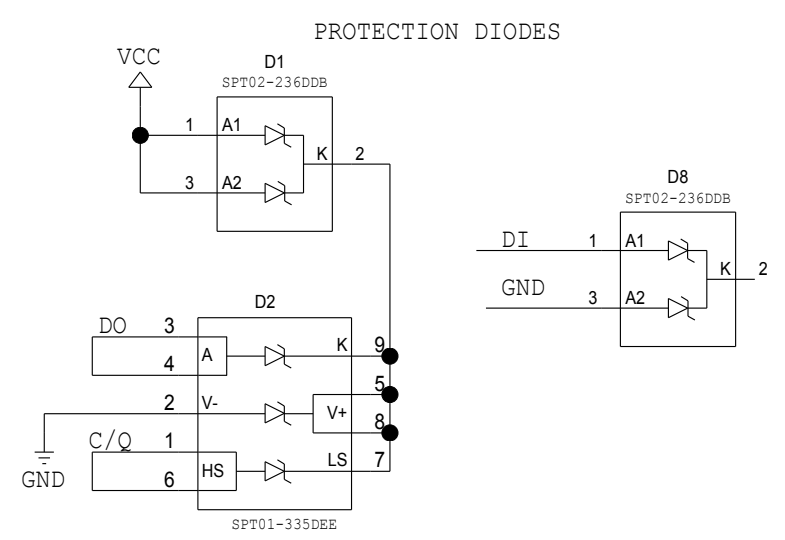 PROTECTION DIODES
VCC
D1
SPT02-236DDB
1 A1
K 2
3 A2
D8
SPT02-236DDB
DI 1 A1
K 2
GND 3 A2
D2
DO 3
A K 9
4
5
2 V- V+
8
C/Q 1
HS LS 7
6
GND
SPT01-335DEE